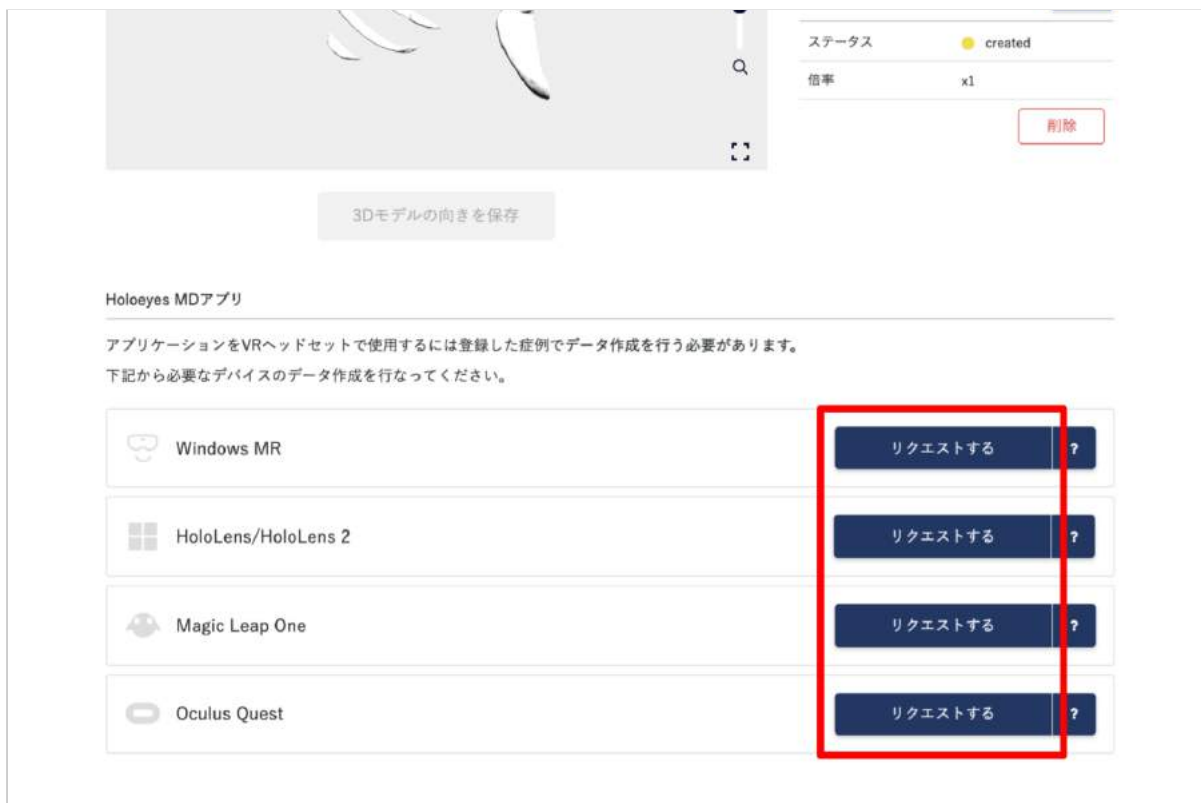 ステータス created
倍率 x1
削除
3Dモデルの向きを保存
Holoeyes MDアプリ
アプリケーションをVRヘッドセットで使用するには登録した症例でデータ作成を行う必要があります。
下記から必要なデバイスのデータ作成を行なってください。
Windows MR リクエストする ?
HoloLens/HoloLens 2 リクエストする ?
Magic Leap One リクエストする ?
Oculus Quest リクエストする ?